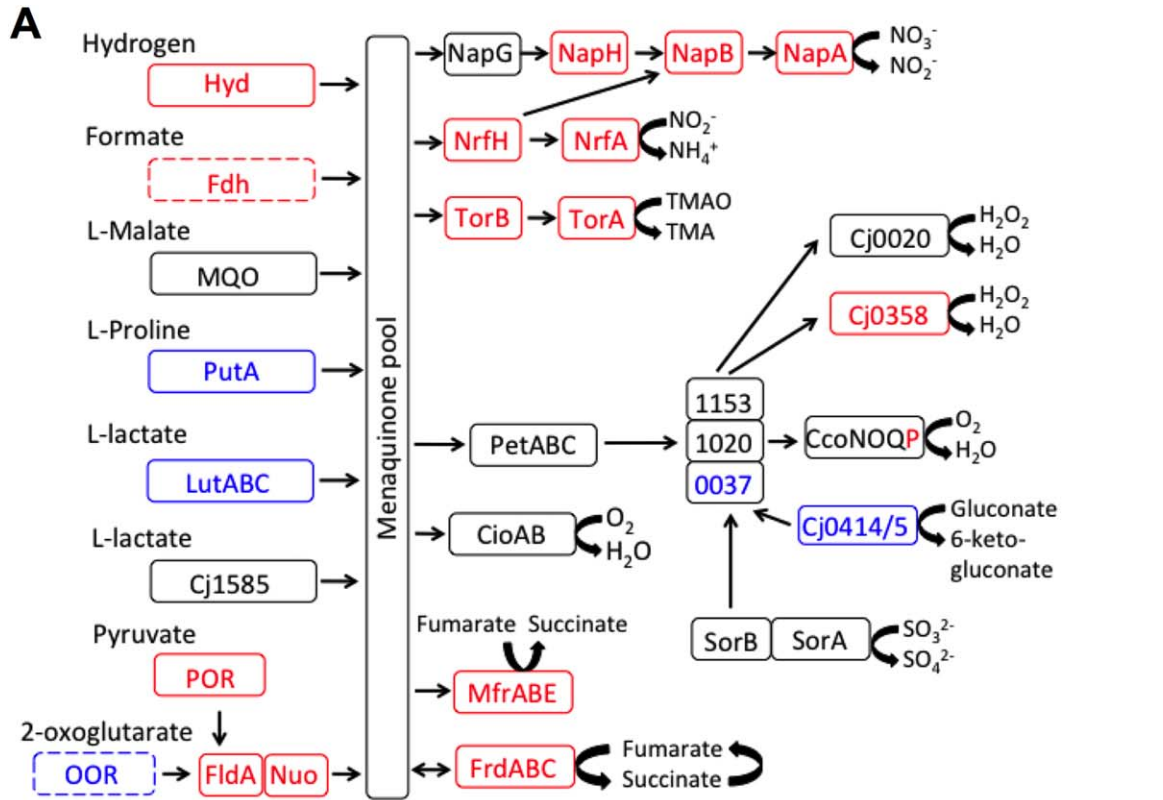 A
Hydrogen
Hyd
Formate
Fdh
L-Malate
MQO
L-Proline
PutA
L-lactate
LutABC
L-lactate
Cj1585
Pyruvate
POR
2-oxoglutarate
OOR
FldA
Nuo
Menaquinone pool
NapG
NapH
NapB
NapA
NO₃⁻
NO₂⁻
NrfH
NrfA
NO₂⁻
NH₄⁺
TorB
TorA
TMAO
TMA
Cj0020
H₂O₂
H₂O
Cj0358
H₂O₂
H₂O
PetABC
1153
1020
0037
CcoNOQP
O₂
H₂O
CioAB
O₂
H₂O
Cj0414/5
Gluconate
6-keto-
gluconate
SorB
SorA
SO₃²⁻
SO₄²⁻
Fumarate Succinate
MfrABE
FrdABC
Fumarate
Succinate